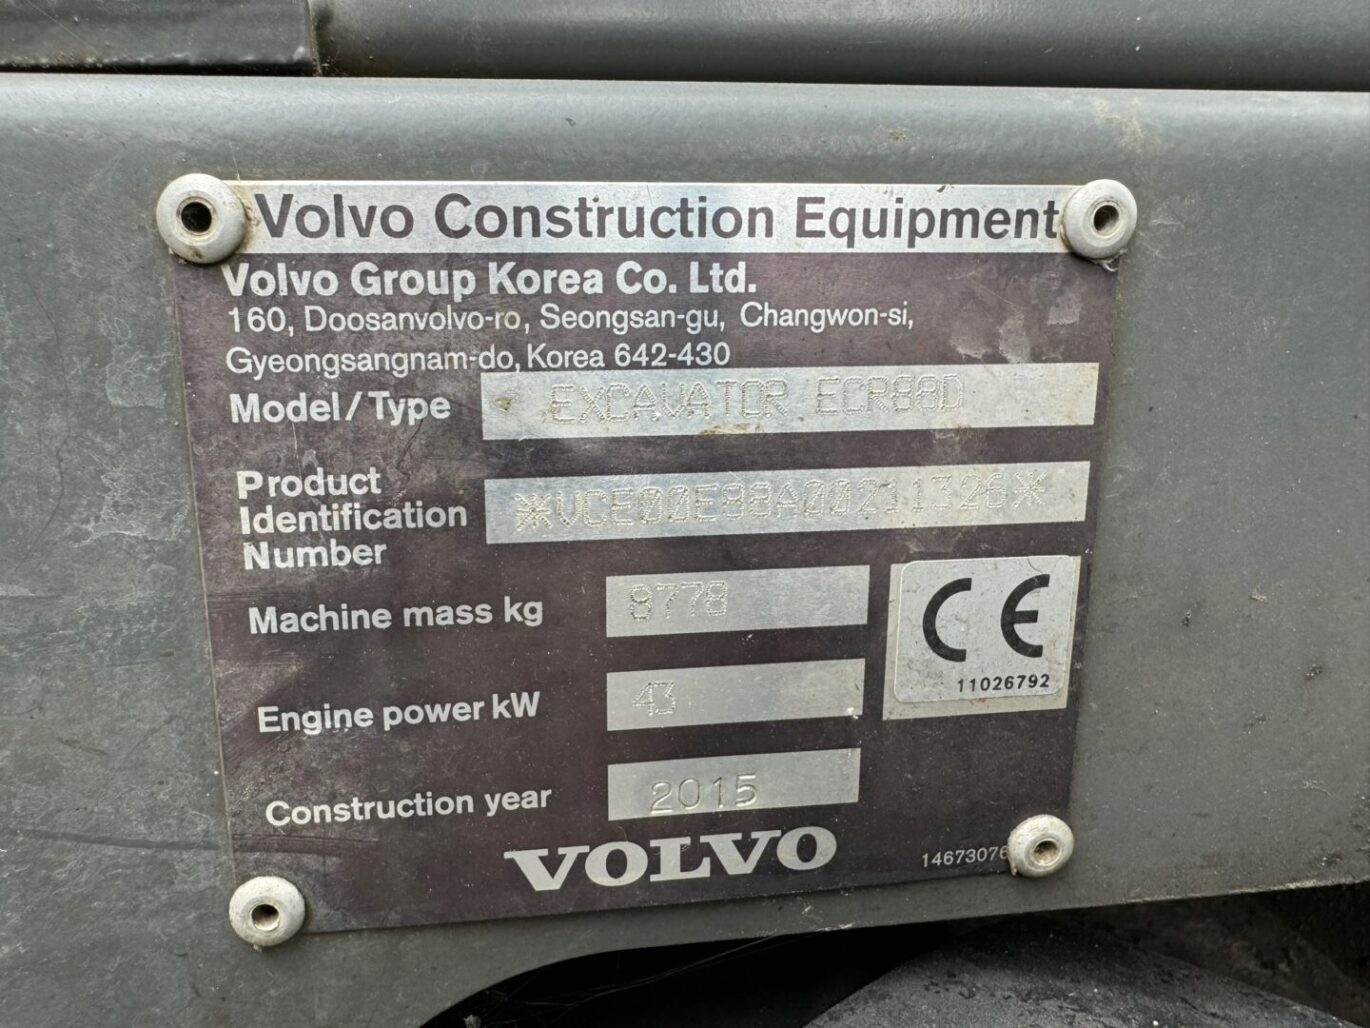 Volvo Construction Equipment
Volvo Group Korea Co. Ltd.
160, Doosanvolvo-ro, Seongsan-gu, Changwon-si,
Gyeongsangnam-do, Korea 642-430
Model/Type EXCAVATOR ECR88D
Product
Identification
Number
*VCE00E88A00211326*
Machine mass kg 8778
CE
11026792
Engine power kW 43
Construction year 2015
VOLVO
1467307